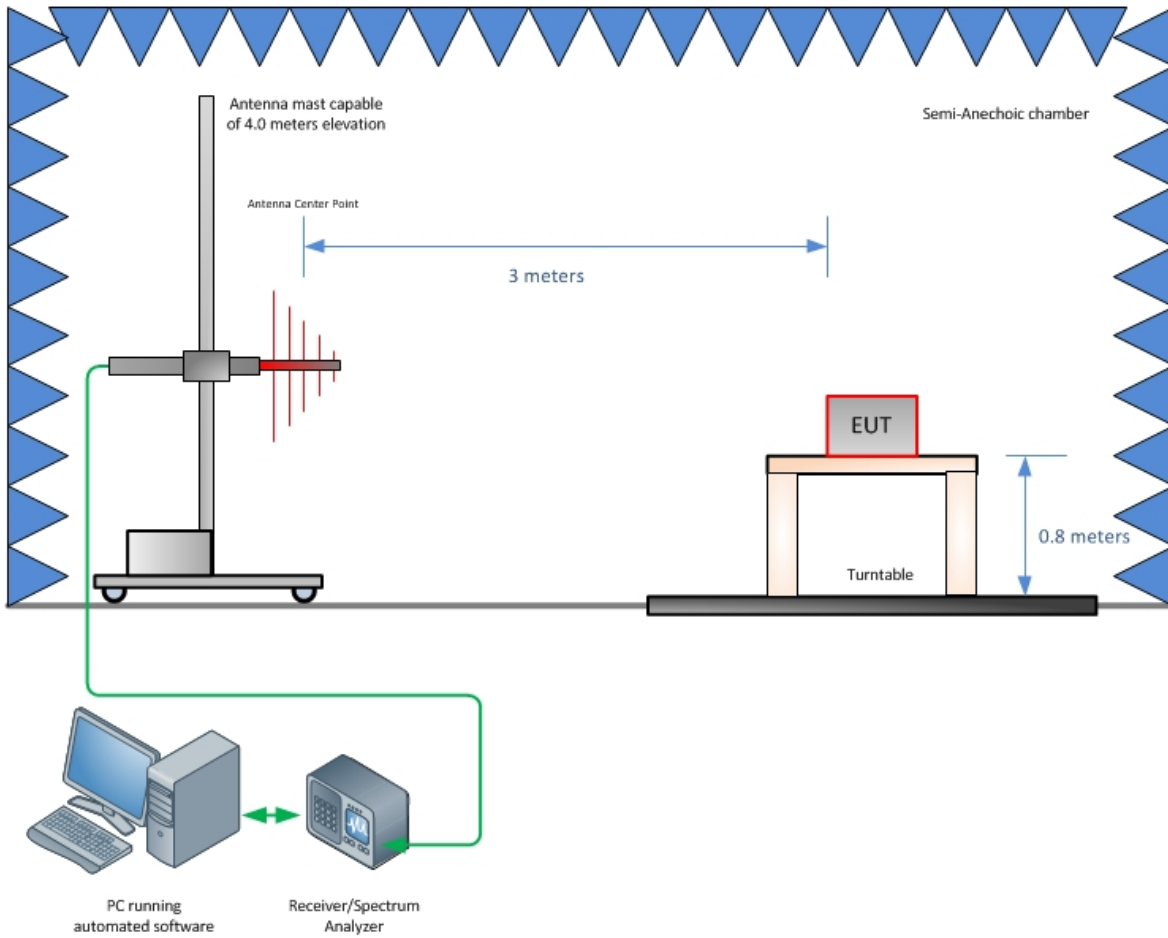 Antenna mast capable
of 4.0 meters elevation
Semi-Anechoic chamber
Antenna Center Point
3 meters
EUT
0.8 meters
Turntable
PC running
automated software
Receiver/Spectrum
Analyzer